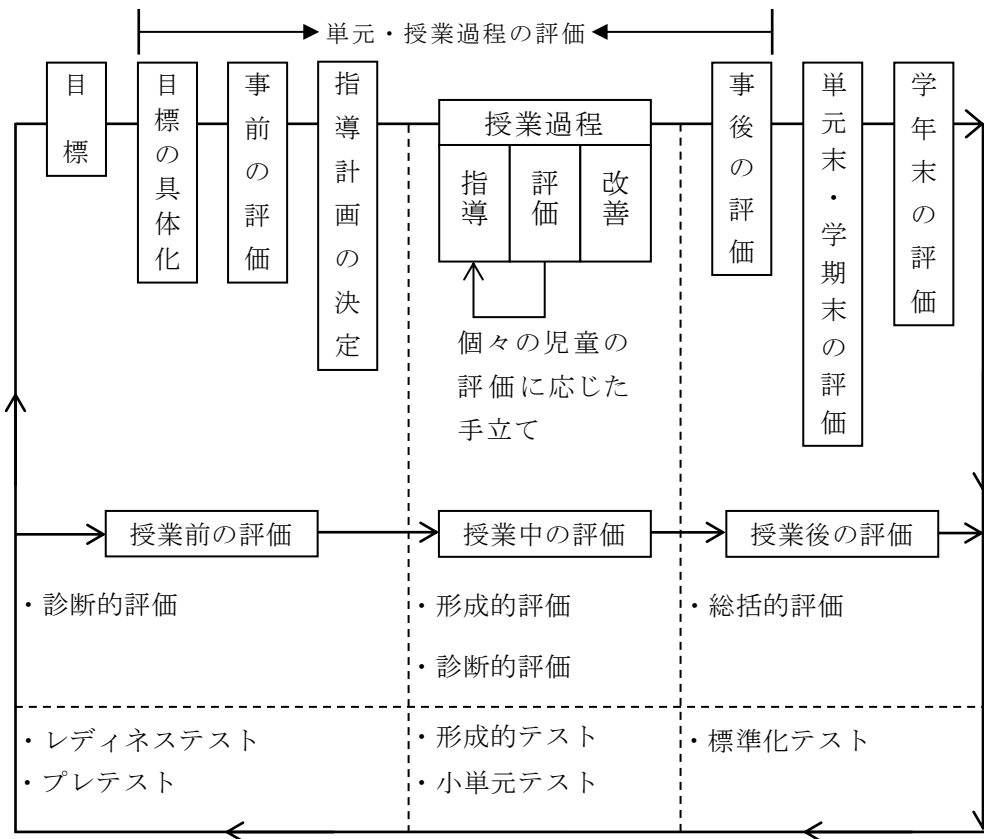 単元・授業過程の評価
目標
目標の具体化
事前の評価
指導計画の決定
授業過程
指導
評価
改善
個々の児童の
評価に応じた
手立て
事後の評価
単元末・学期末の評価
学年末の評価
授業前の評価
授業中の評価
授業後の評価
・診断的評価
・形成的評価
・診断的評価
・総括的評価
・レディネステスト
・プレテスト
・形成的テスト
・小単元テスト
・標準化テスト